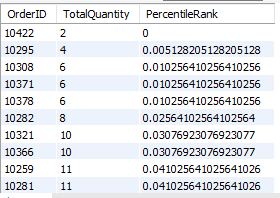 OrderID TotalQuantity PercentileRank
10422 2 0
10295 4 0.005128205128205128
10308 6 0.010256410256410256
10371 6 0.010256410256410256
10378 6 0.010256410256410256
10282 8 0.02564102564102564
10321 10 0.03076923076923077
10366 10 0.03076923076923077
10259 11 0.041025641025641026
10281 11 0.041025641025641026